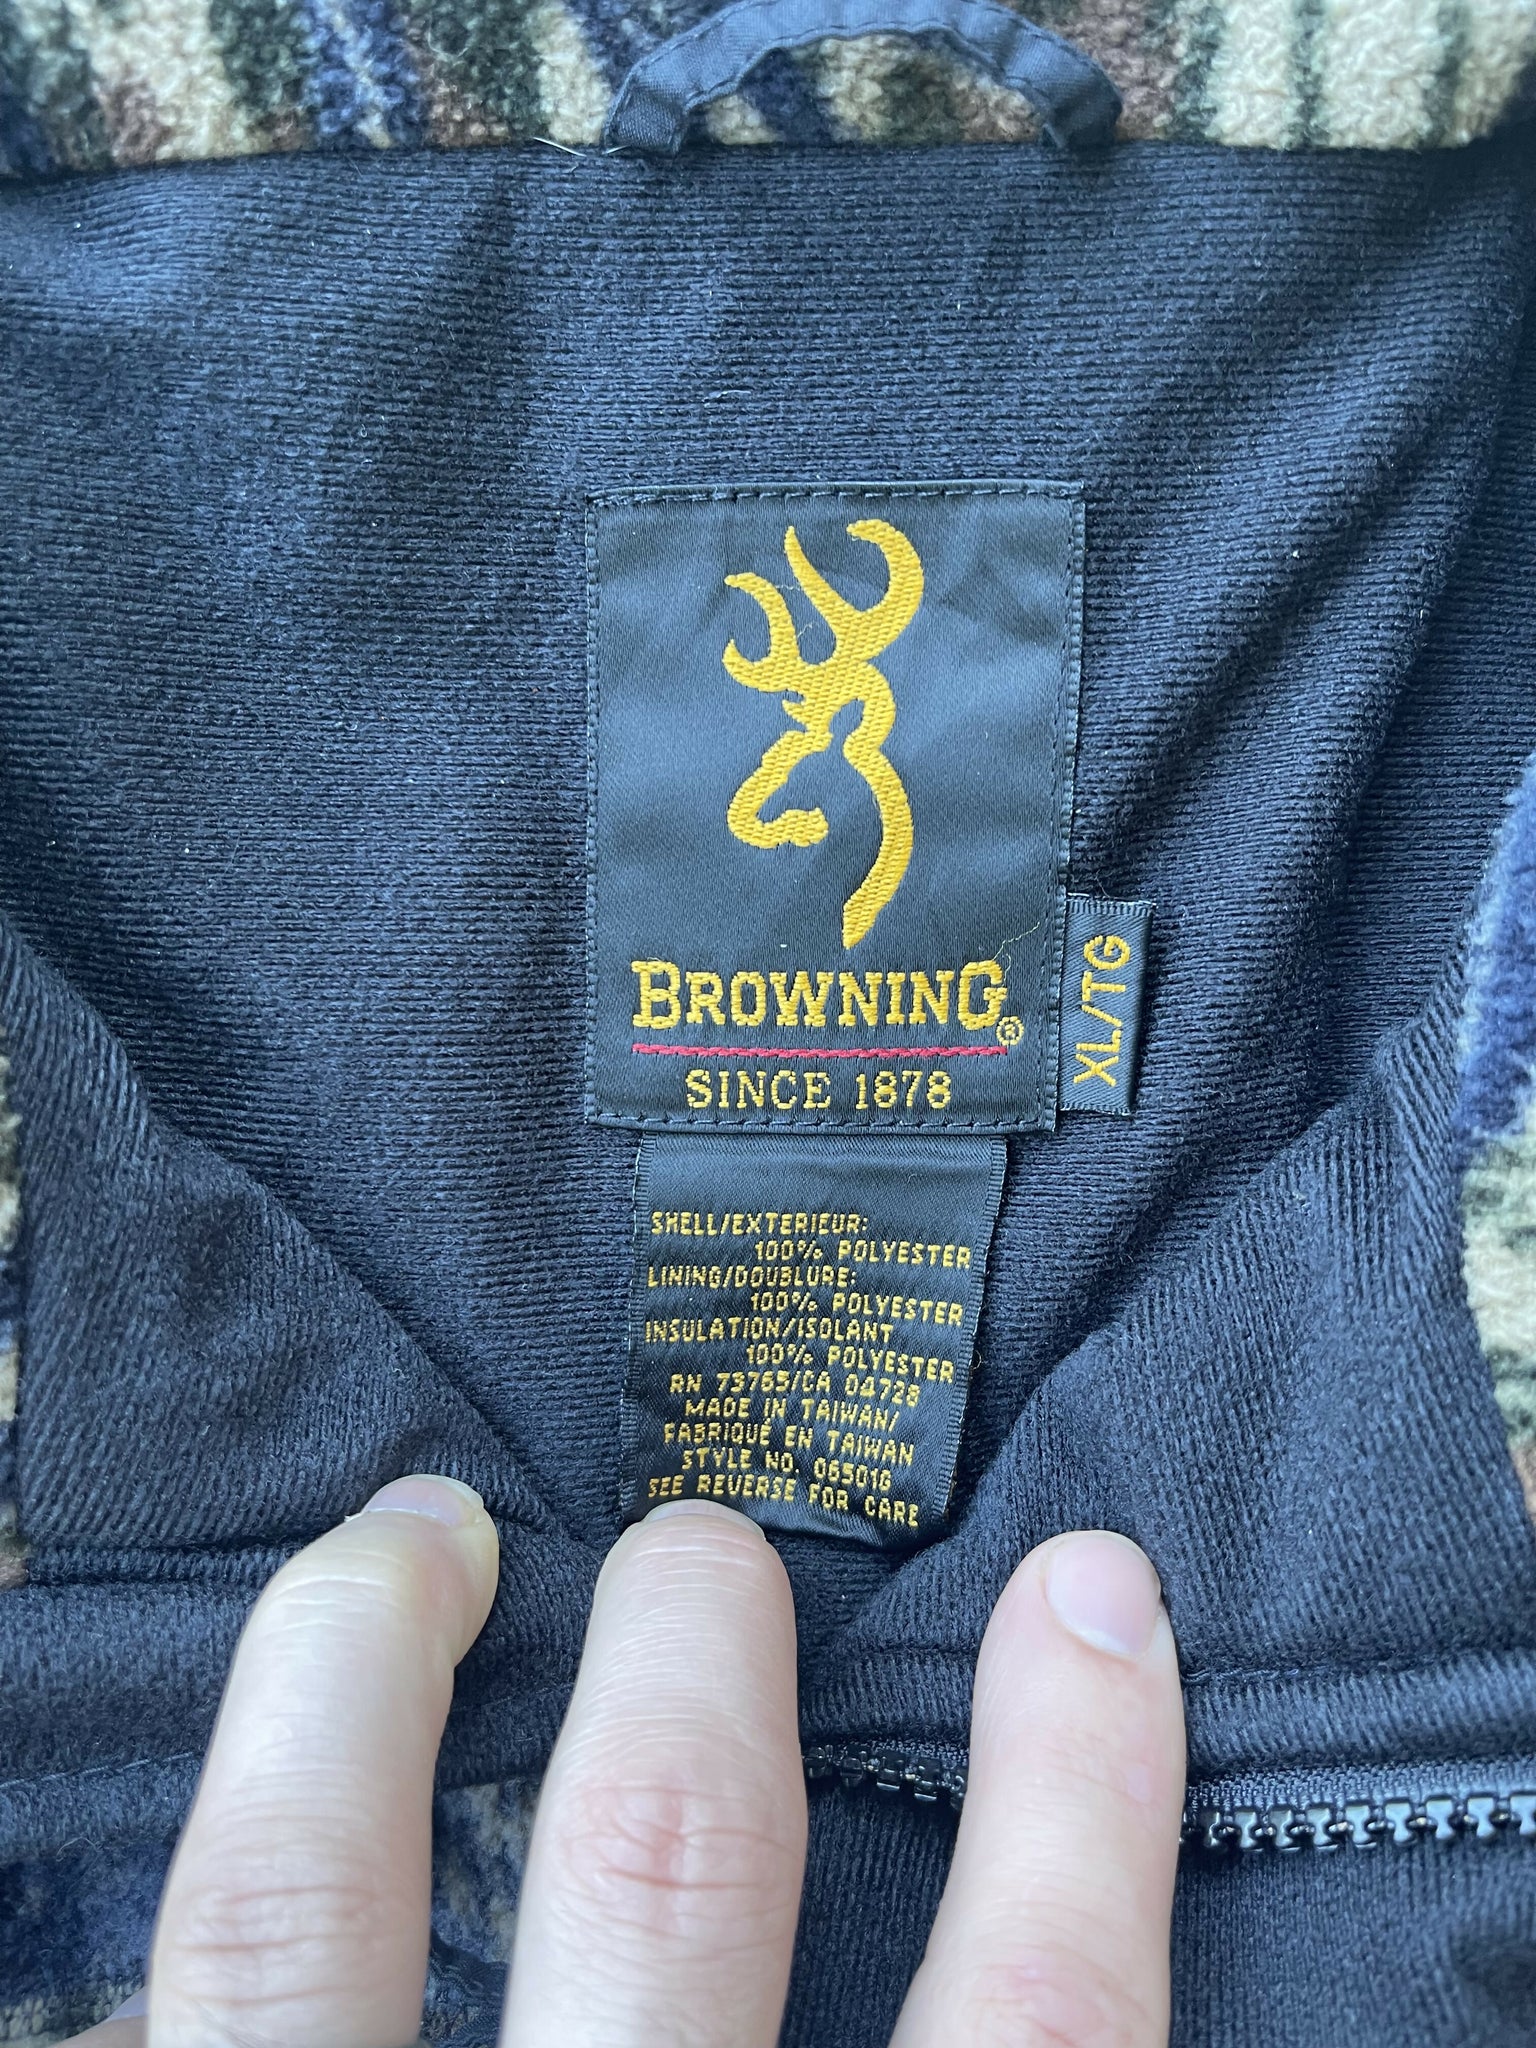 BROWNING®
SINCE 1878
XL/TG
SHELL/EXTERIEUR:
100% POLYESTER
LINING/DOUBLURE:
100% POLYESTER
INSULATION/ISOLANT
100% POLYESTER
RN 73765/CA 04728
MADE IN TAIWAN/
FABRIQUÉ EN TAIWAN
STYLE NO. 06501G
SEE REVERSE FOR CARE